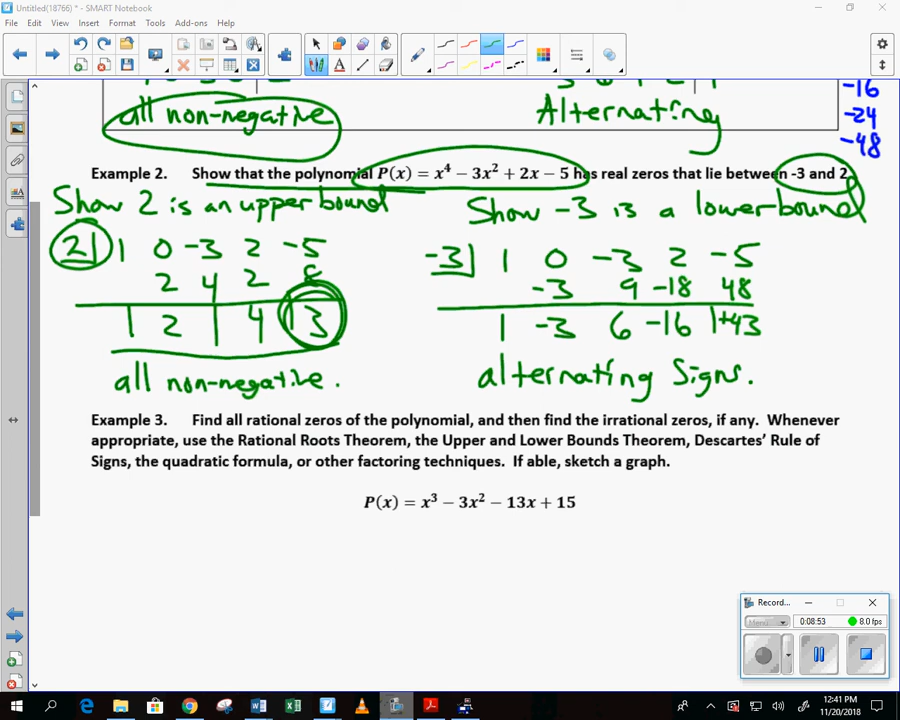 Untitled(18766) ~ SMART Notebook
File Edit View Insert Format Tools Add-ons Help
all non-negative
Alternating
-16
-24
-48
Example 2. Show that the polynomial P(x) = x⁴ − 3x² + 2x − 5 has real zeros that lie between -3 and 2.
Show 2 is an upper bound
Show -3 is a lower bound
2| 1 0 -3 2 -5
2 4 2 8
1 2 1 4 3
all non-negative.
-3| 1 0 -3 2 -5
-3 9 -18 48
1 -3 6 -16 +43
alternating Signs.
Example 3. Find all rational zeros of the polynomial, and then find the irrational zeros, if any. Whenever
appropriate, use the Rational Roots Theorem, the Upper and Lower Bounds Theorem, Descartes' Rule of
Signs, the quadratic formula, or other factoring techniques. If able, sketch a graph.
P(x) = x³ − 3x² − 13x + 15
Record...
Menu
0:08:53
8.0 fps
12:41 PM
11/20/2018